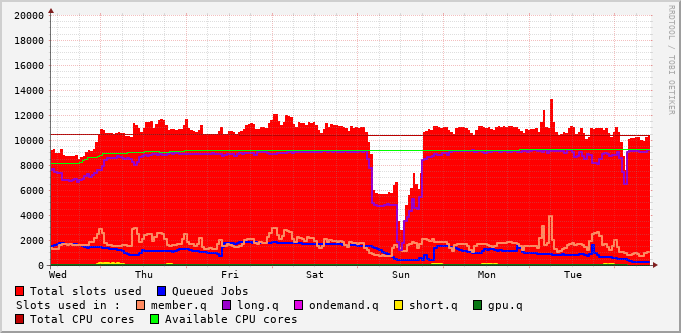 20000
18000
16000
14000
12000
10000
8000
6000
4000
2000
0
Wed Thu Fri Sat Sun Mon Tue
RRDTOOL / TOBI OETIKER
Total slots used Queued Jobs
Slots used in : member.q long.q ondemand.q short.q gpu.q
Total CPU cores Available CPU cores